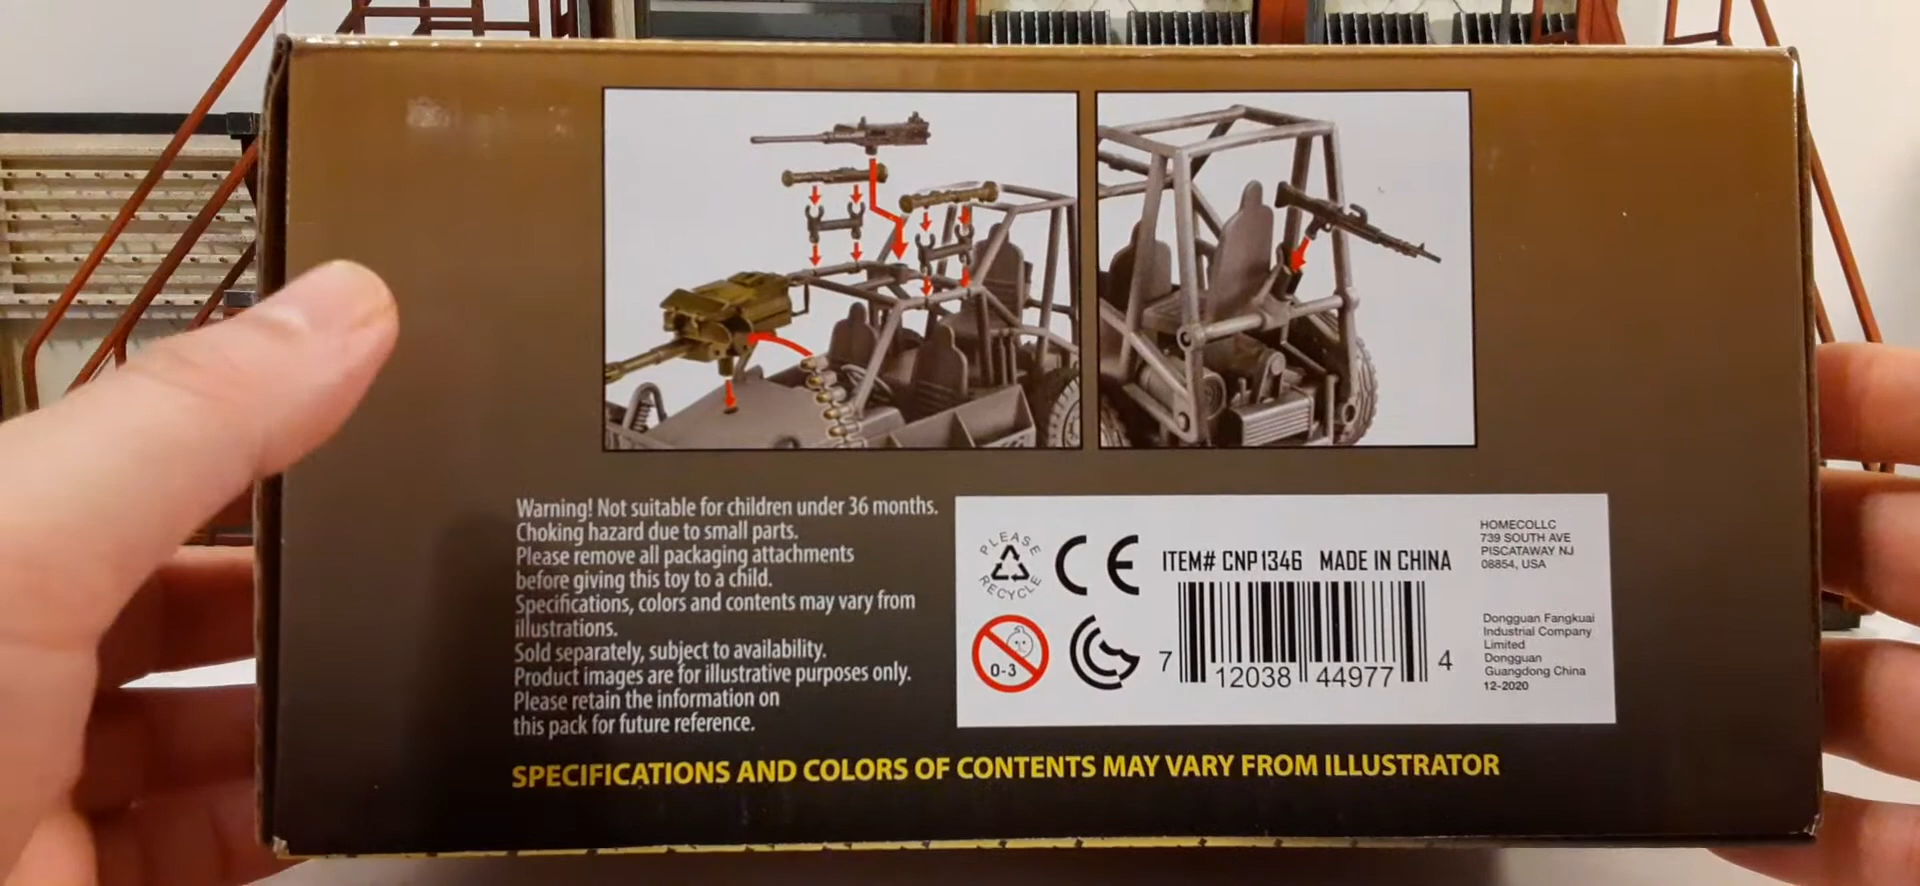 Warning! Not suitable for children under 36 months.
Choking hazard due to small parts.
Please remove all packaging attachments
before giving this toy to a child.
Specifications, colors and contents may vary from
illustrations.
Sold separately, subject to availability.
Product images are for illustrative purposes only.
Please retain the information on
this pack for future reference.
PLEASE
RECYCLE
CE
0-3
ITEM# CNP1346 MADE IN CHINA
7 12038 44977 4
HOMECOLLC
739 SOUTH AVE
PISCATAWAY NJ
08854, USA
Dongguan Fangkuai
Industrial Company
Limited
Dongguan
Guangdong China
12-2020
SPECIFICATIONS AND COLORS OF CONTENTS MAY VARY FROM ILLUSTRATOR